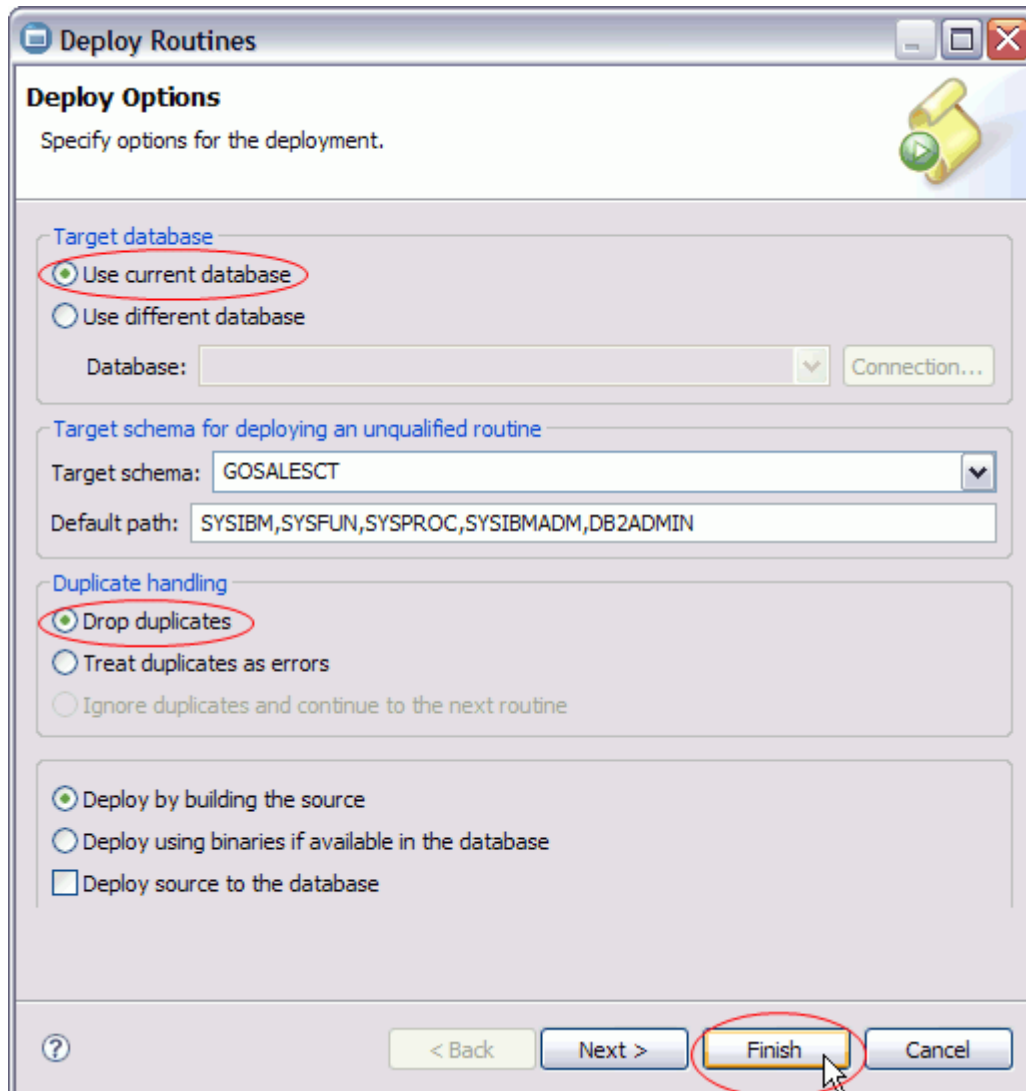 Deploy Routines
Deploy Options
Specify options for the deployment.
Target database
Use current database
Use different database
Database:
Connection...
Target schema for deploying an unqualified routine
Target schema: GOSALESCT
Default path: SYSIBM,SYSFUN,SYSPROC,SYSIBMADM,DB2ADMIN
Duplicate handling
Drop duplicates
Treat duplicates as errors
Ignore duplicates and continue to the next routine
Deploy by building the source
Deploy using binaries if available in the database
Deploy source to the database
? < Back Next > Finish Cancel